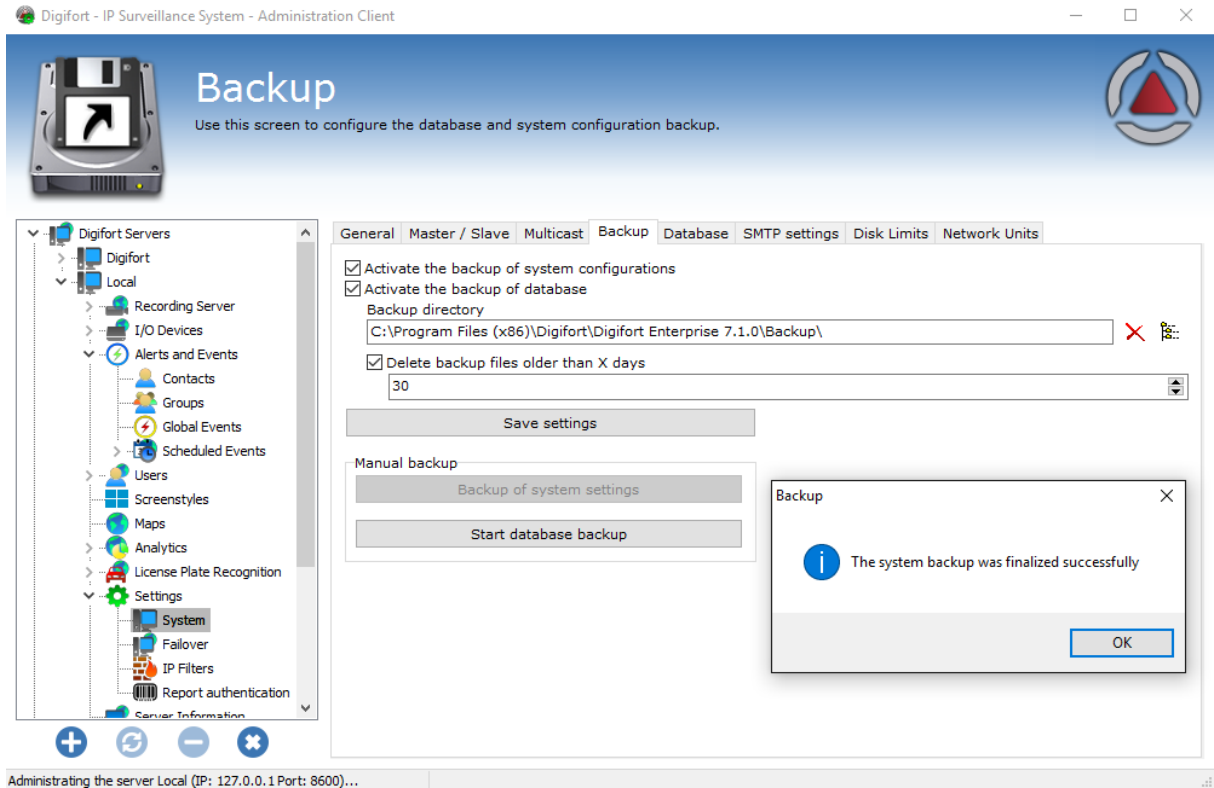 Digifort - IP Surveillance System - Administration Client
Backup
Use this screen to configure the database and system configuration backup.
Digifort Servers
Digifort
Local
Recording Server
I/O Devices
Alerts and Events
Contacts
Groups
Global Events
Scheduled Events
Users
Screenstyles
Maps
Analytics
License Plate Recognition
Settings
System
Failover
IP Filters
Report authentication
Server Information
General Master / Slave Multicast Backup Database SMTP settings Disk Limits Network Units
Activate the backup of system configurations
Activate the backup of database
Backup directory
C:\Program Files (x86)\Digifort\Digifort Enterprise 7.1.0\Backup\
Delete backup files older than X days
30
Save settings
Manual backup
Backup of system settings
Start database backup
Backup
The system backup was finalized successfully
OK
Administrating the server Local (IP: 127.0.0.1 Port: 8600)...